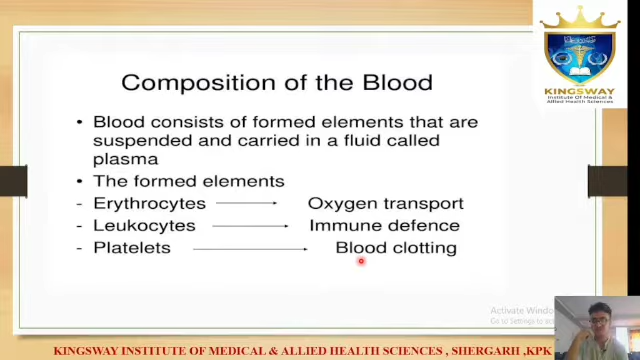 Composition of the Blood
• Blood consists of formed elements that are
suspended and carried in a fluid called
plasma
• The formed elements
- Erythrocytes → Oxygen transport
- Leukocytes → Immune defence
- Platelets → Blood clotting
KINGSWAY
Institute Of Medical &
Allied Health Sciences
Activate Windo
Go to Settings to
KINGSWAY INSTITUTE OF MEDICAL & ALLIED HEALTH SCIENCES , SHERGARH ,KPK